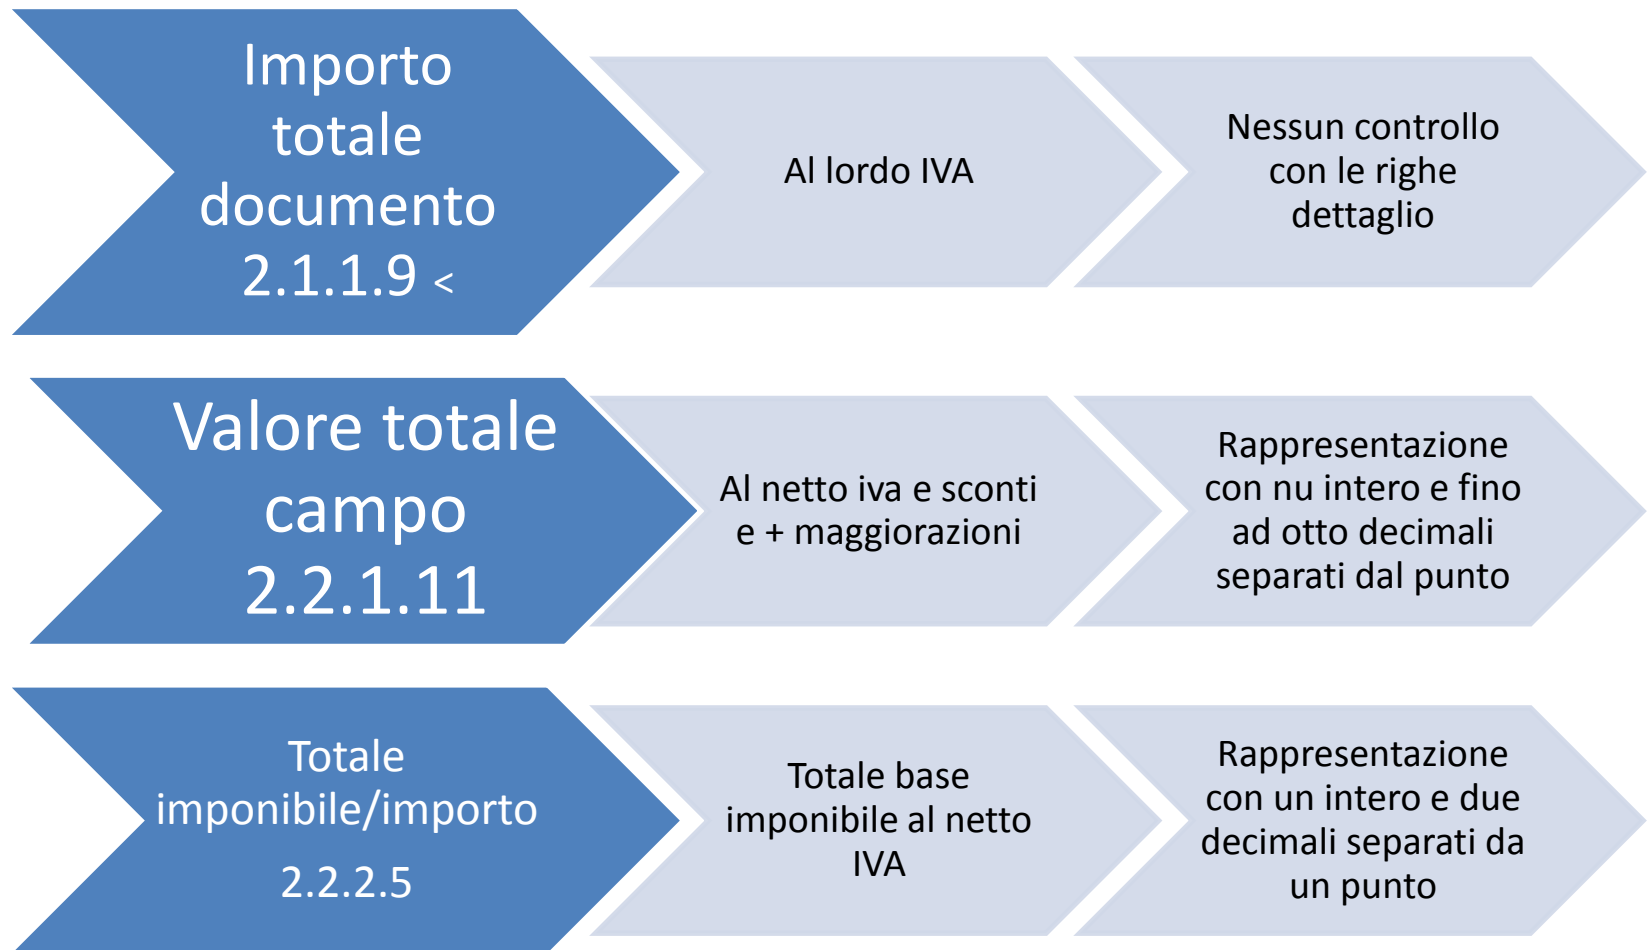 Importo
totale
documento
2.1.1.9 <
Al lordo IVA
Nessun controllo
con le righe
dettaglio
Valore totale
campo
2.2.1.11
Al netto iva e sconti
e + maggiorazioni
Rappresentazione
con nu intero e fino
ad otto decimali
separati dal punto
Totale
imponibile/importo
2.2.2.5
Totale base
imponibile al netto
IVA
Rappresentazione
con un intero e due
decimali separati da
un punto